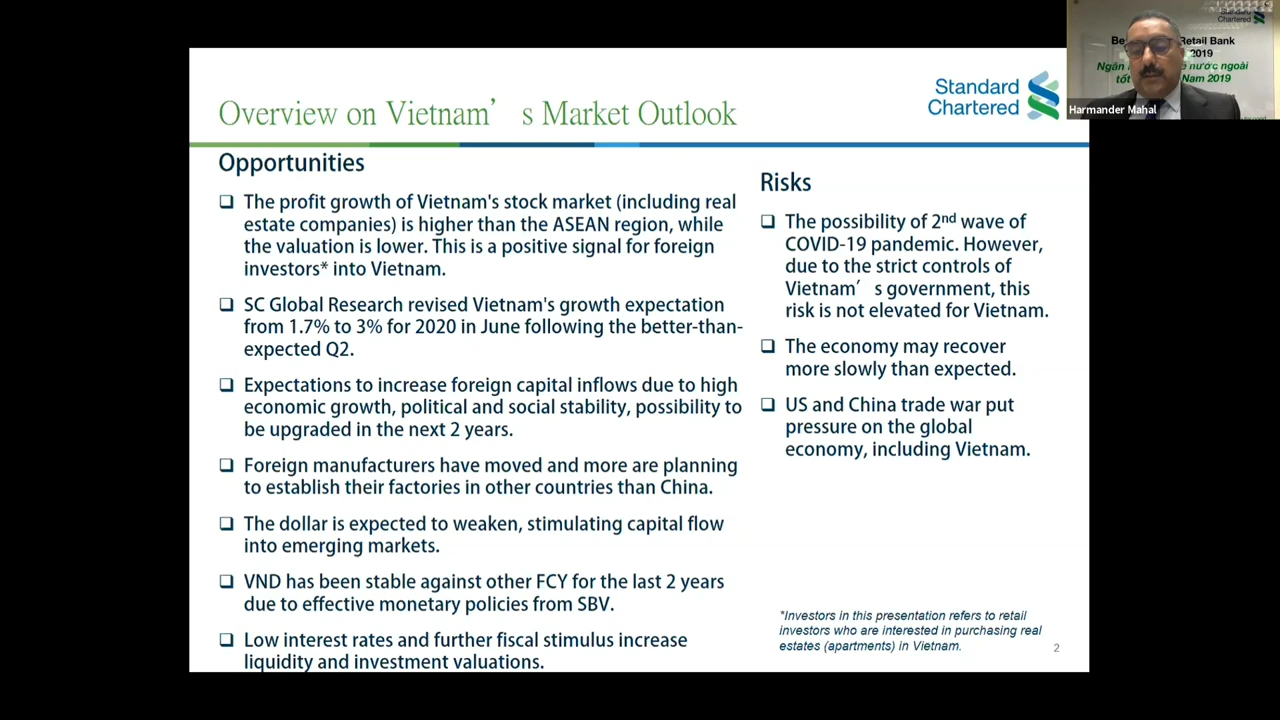 Overview on Vietnam’s Market Outlook
Standard
Chartered
Opportunities
❑ The profit growth of Vietnam's stock market (including real
estate companies) is higher than the ASEAN region, while
the valuation is lower. This is a positive signal for foreign
investors* into Vietnam.
❑ SC Global Research revised Vietnam's growth expectation
from 1.7% to 3% for 2020 in June following the better-than-
expected Q2.
❑ Expectations to increase foreign capital inflows due to high
economic growth, political and social stability, possibility to
be upgraded in the next 2 years.
❑ Foreign manufacturers have moved and more are planning
to establish their factories in other countries than China.
❑ The dollar is expected to weaken, stimulating capital flow
into emerging markets.
❑ VND has been stable against other FCY for the last 2 years
due to effective monetary policies from SBV.
❑ Low interest rates and further fiscal stimulus increase
liquidity and investment valuations.
Risks
❑ The possibility of 2nd wave of
COVID-19 pandemic. However,
due to the strict controls of
Vietnam’s government, this
risk is not elevated for Vietnam.
❑ The economy may recover
more slowly than expected.
❑ US and China trade war put
pressure on the global
economy, including Vietnam.
*Investors in this presentation refers to retail
investors who are interested in purchasing real
estates (apartments) in Vietnam.
2
Standard
Chartered
Retail Bank
2019
nước ngoài
Nam 2019
Harmander Mahal